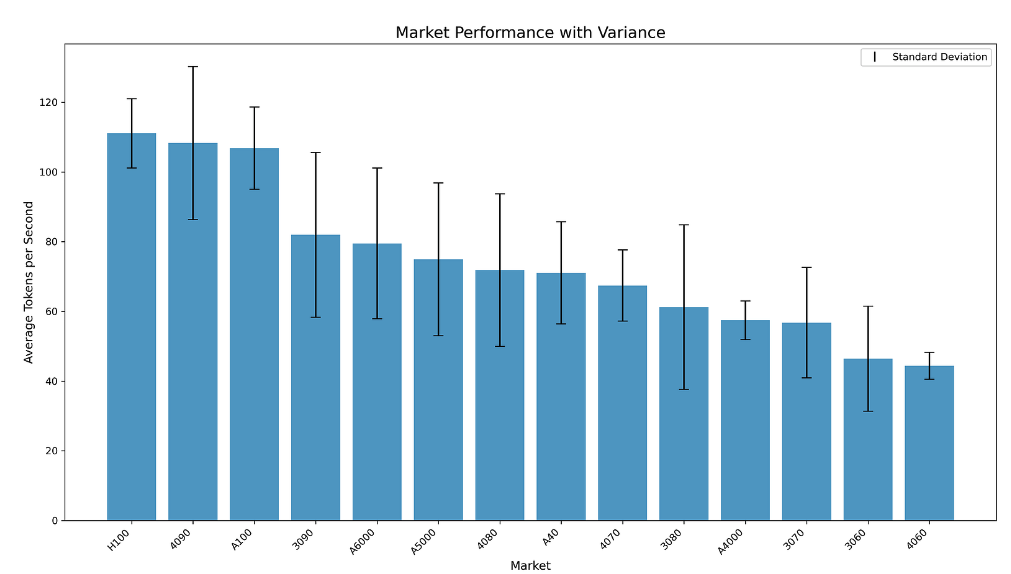 Market Performance with Variance
Standard Deviation
Average Tokens per Second
120
100
80
60
40
20
0
H100 4090 A100 3090 A6000 A5000 4080 A40 4070 3080 A4000 3070 3060 4060
Market